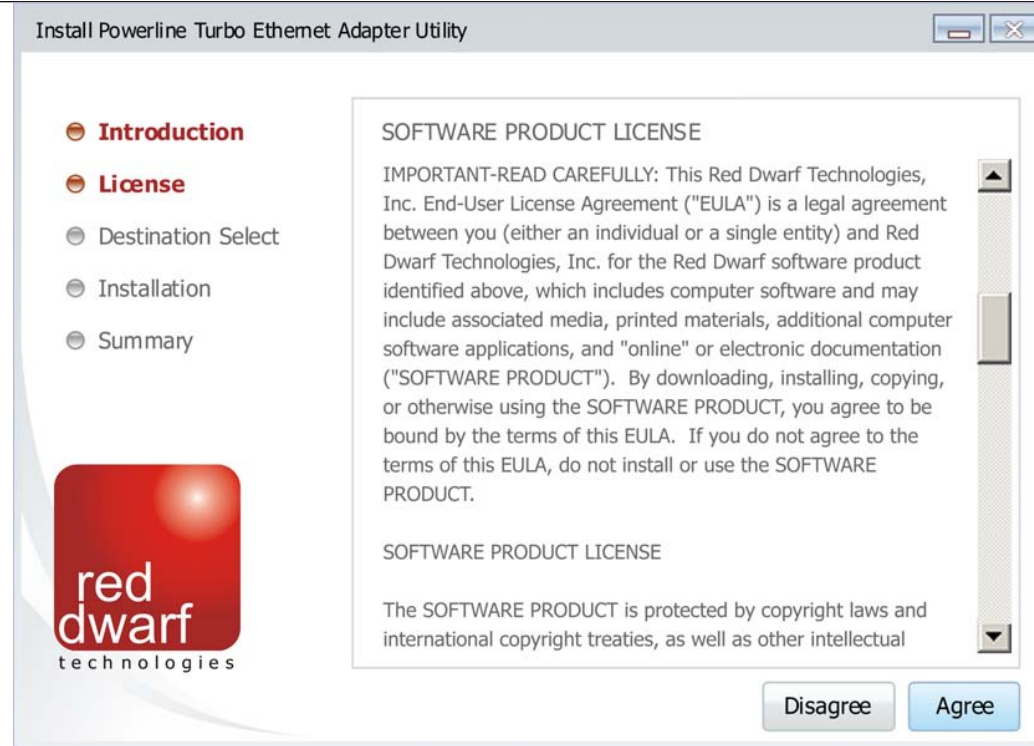 Install Powerline Turbo Ethernet Adapter Utility
Introduction
License
Destination Select
Installation
Summary
red
dwarf
technologies
SOFTWARE PRODUCT LICENSE
IMPORTANT-READ CAREFULLY: This Red Dwarf Technologies,
Inc. End-User License Agreement ("EULA") is a legal agreement
between you (either an individual or a single entity) and Red
Dwarf Technologies, Inc. for the Red Dwarf software product
identified above, which includes computer software and may
include associated media, printed materials, additional computer
software applications, and "online" or electronic documentation
("SOFTWARE PRODUCT").  By downloading, installing, copying,
or otherwise using the SOFTWARE PRODUCT, you agree to be
bound by the terms of this EULA.  If you do not agree to the
terms of this EULA, do not install or use the SOFTWARE
PRODUCT.
SOFTWARE PRODUCT LICENSE
The SOFTWARE PRODUCT is protected by copyright laws and
international copyright treaties, as well as other intellectual
Disagree
Agree